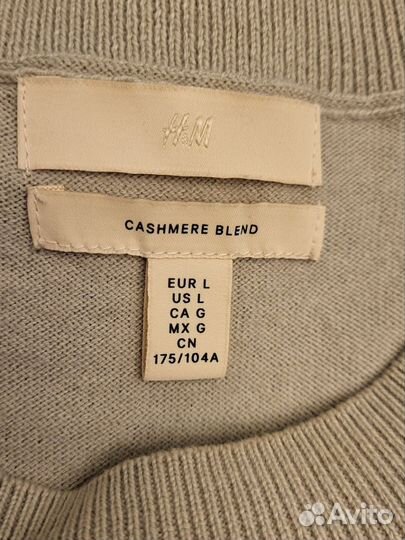 H&M
CASHMERE BLEND
EUR L
US L
CA G
MX G
CN
175/104A
Avito